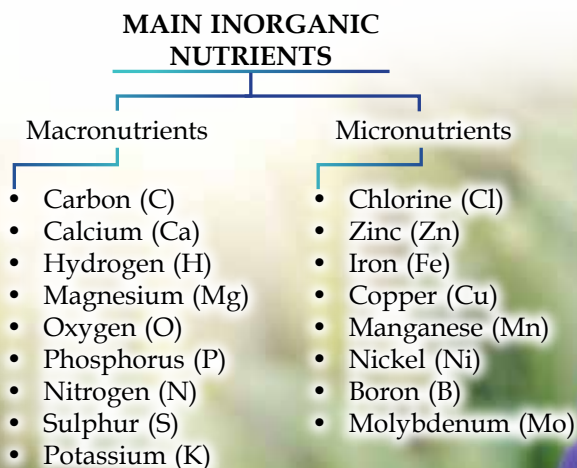 MAIN INORGANIC
NUTRIENTS
Macronutrients
• Carbon (C)
• Calcium (Ca)
• Hydrogen (H)
• Magnesium (Mg)
• Oxygen (O)
• Phosphorus (P)
• Nitrogen (N)
• Sulphur (S)
• Potassium (K)
Micronutrients
• Chlorine (Cl)
• Zinc (Zn)
• Iron (Fe)
• Copper (Cu)
• Manganese (Mn)
• Nickel (Ni)
• Boron (B)
• Molybdenum (Mo)